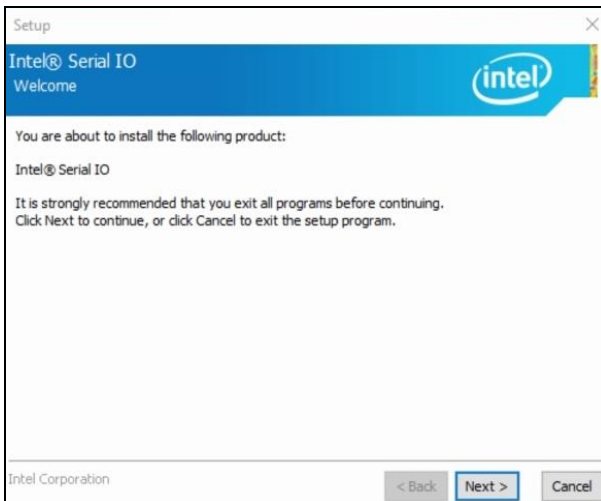 Setup
Intel® Serial IO
Welcome
intel
You are about to install the following product:
Intel® Serial IO
It is strongly recommended that you exit all programs before continuing.
Click Next to continue, or click Cancel to exit the setup program.
Intel Corporation
< Back
Next >
Cancel